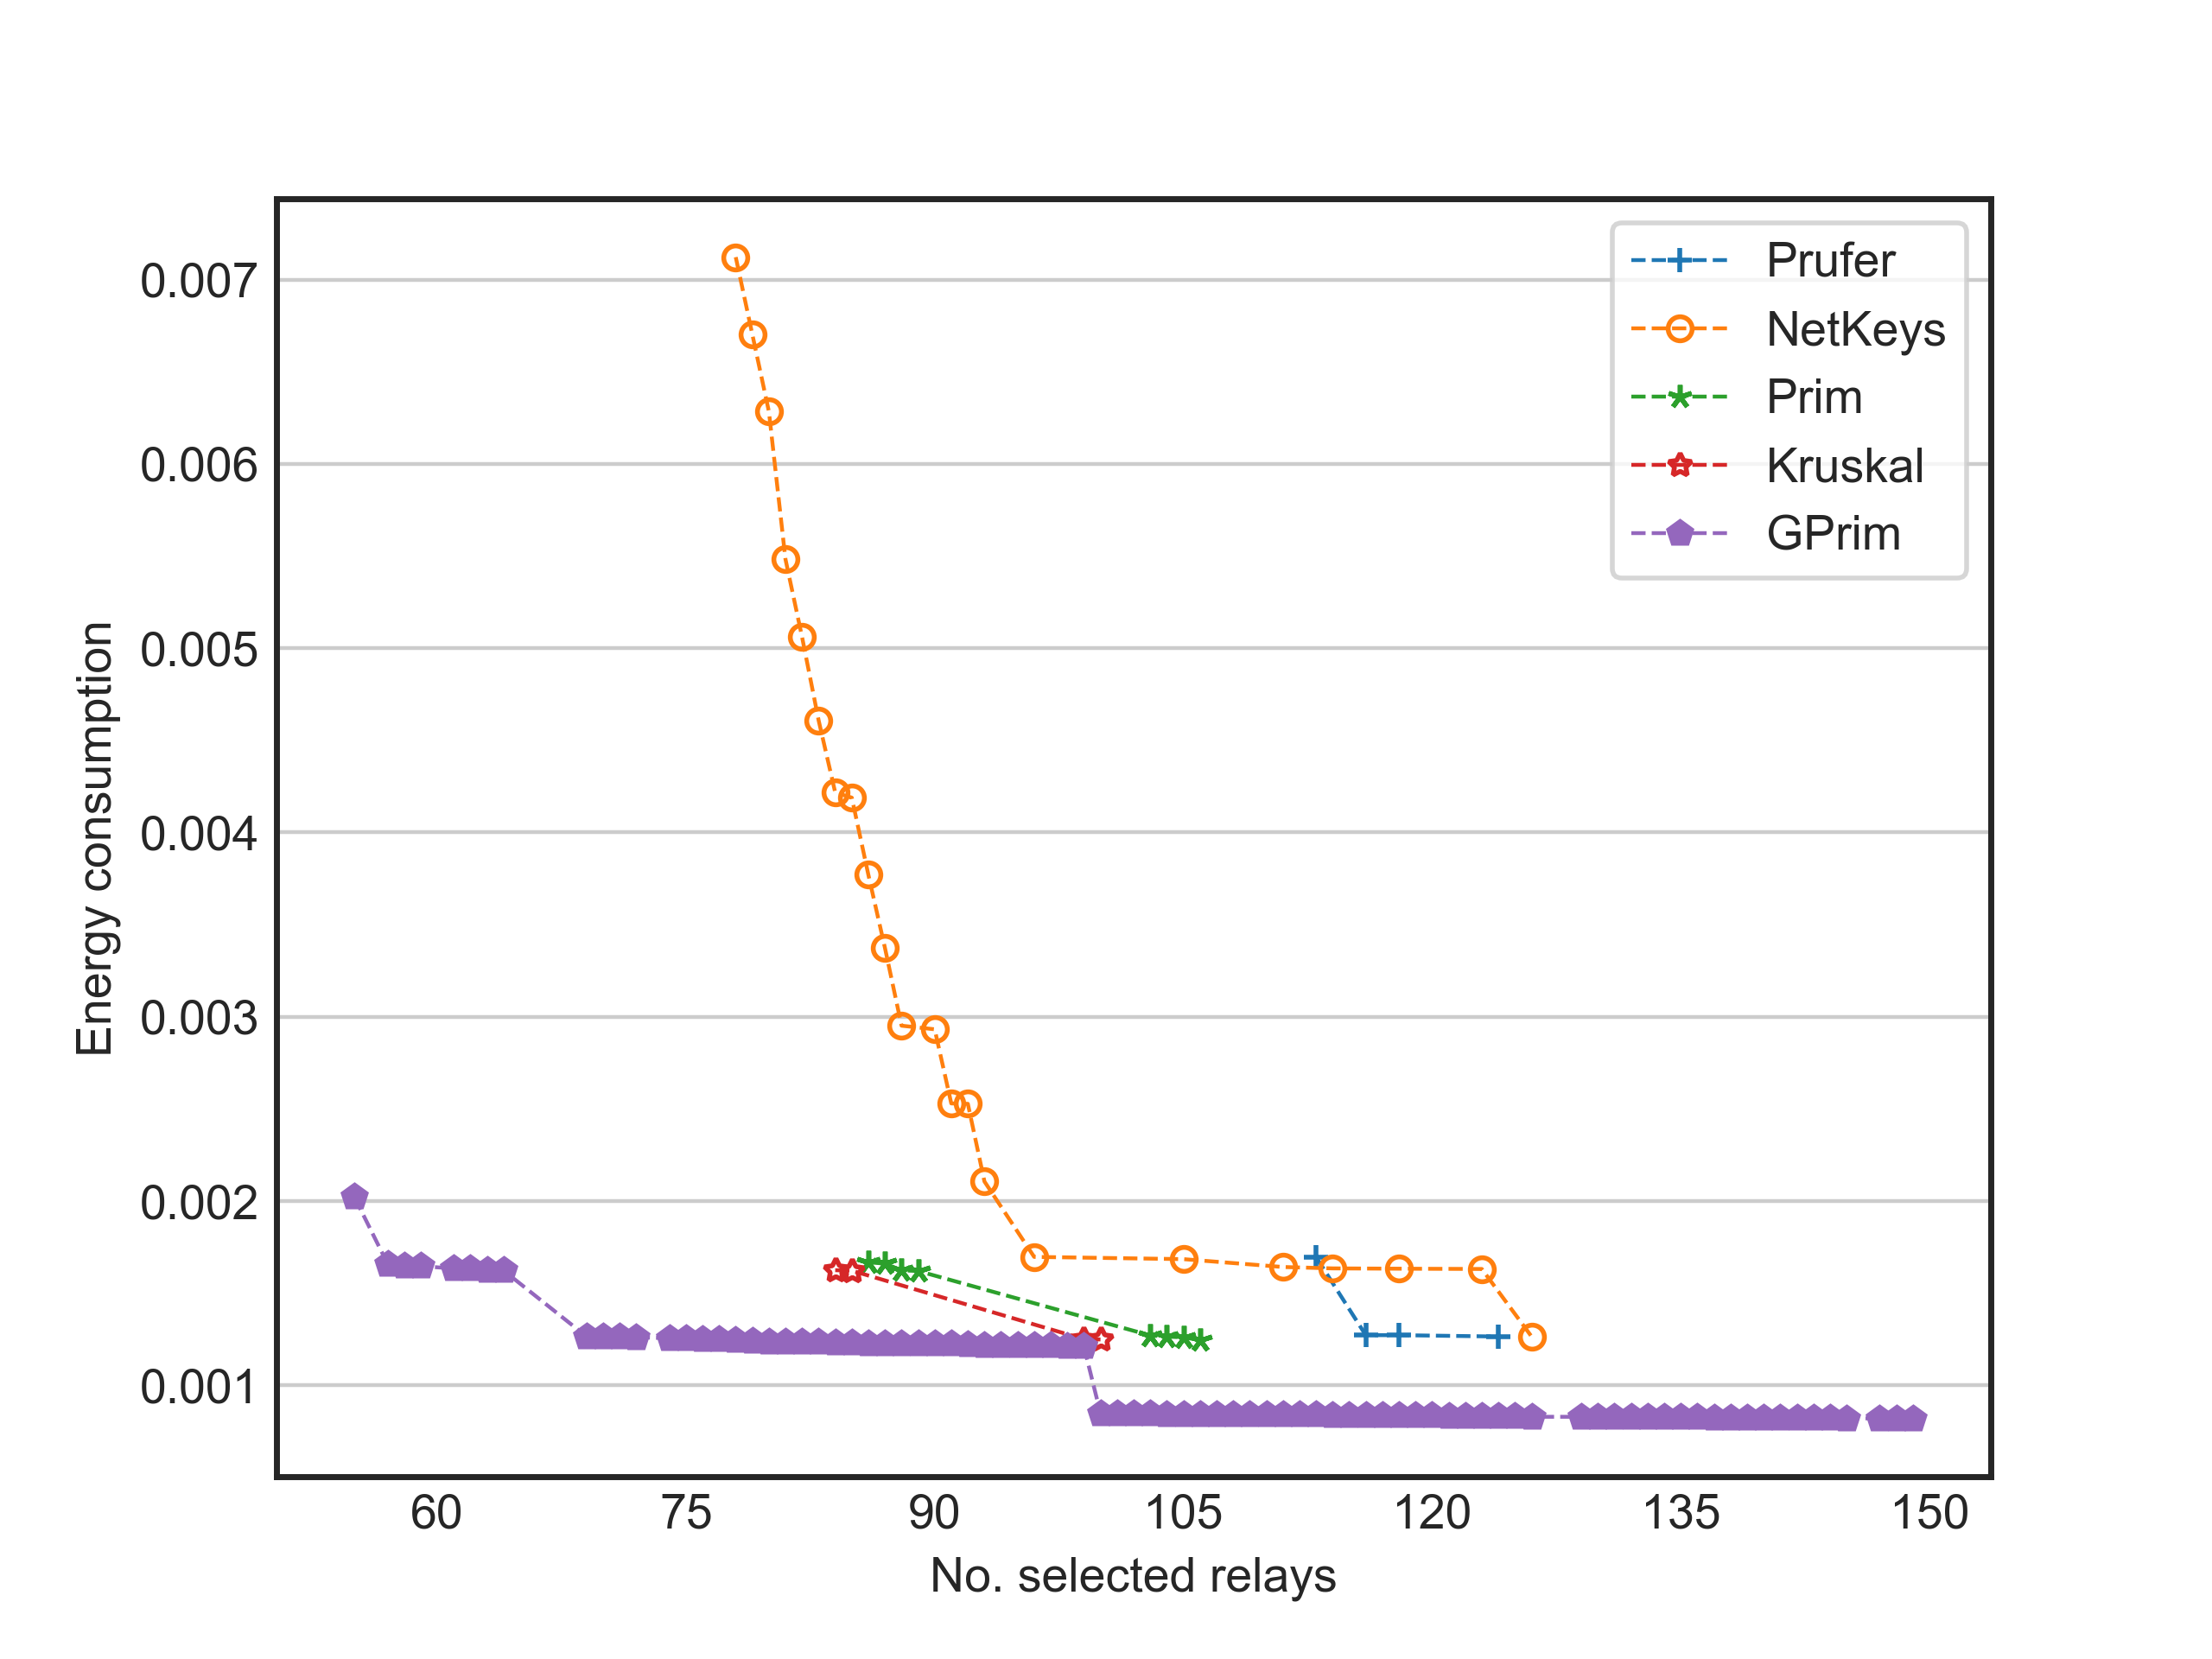 Energy consumption
0.007
0.006
0.005
0.004
0.003
0.002
0.001
Prufer
NetKeys
Prim
Kruskal
GPrim
60 75 90 105 120 135 150
No. selected relays